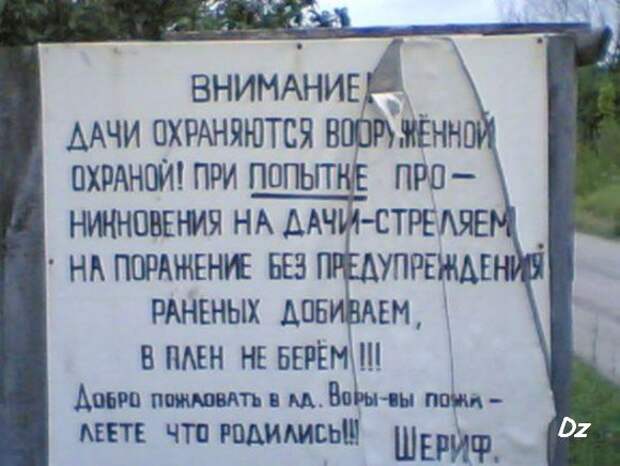 ВНИМАНИЕ!
ДАЧИ ОХРАНЯЮТСЯ ВООРУЖЁННОЙ
ОХРАНОЙ! ПРИ ПОПЫТКЕ ПРО —
НИКНОВЕНИЯ НА ДАЧИ-СТРЕЛЯЕМ
НА ПОРАЖЕНИЕ БЕЗ ПРЕДУПРЕЖДЕНИЯ
РАНЕНЫХ ДОБИВАЕМ,
В ПЛЕН НЕ БЕРЁМ !!!
ДОБРО ПОЖАЛОВАТЬ В АД. ВОРЫ-ВЫ ПОЖА –
ЛЕЕТЕ ЧТО РОДИЛИСЬ!!! ШЕРИФ.
Dz